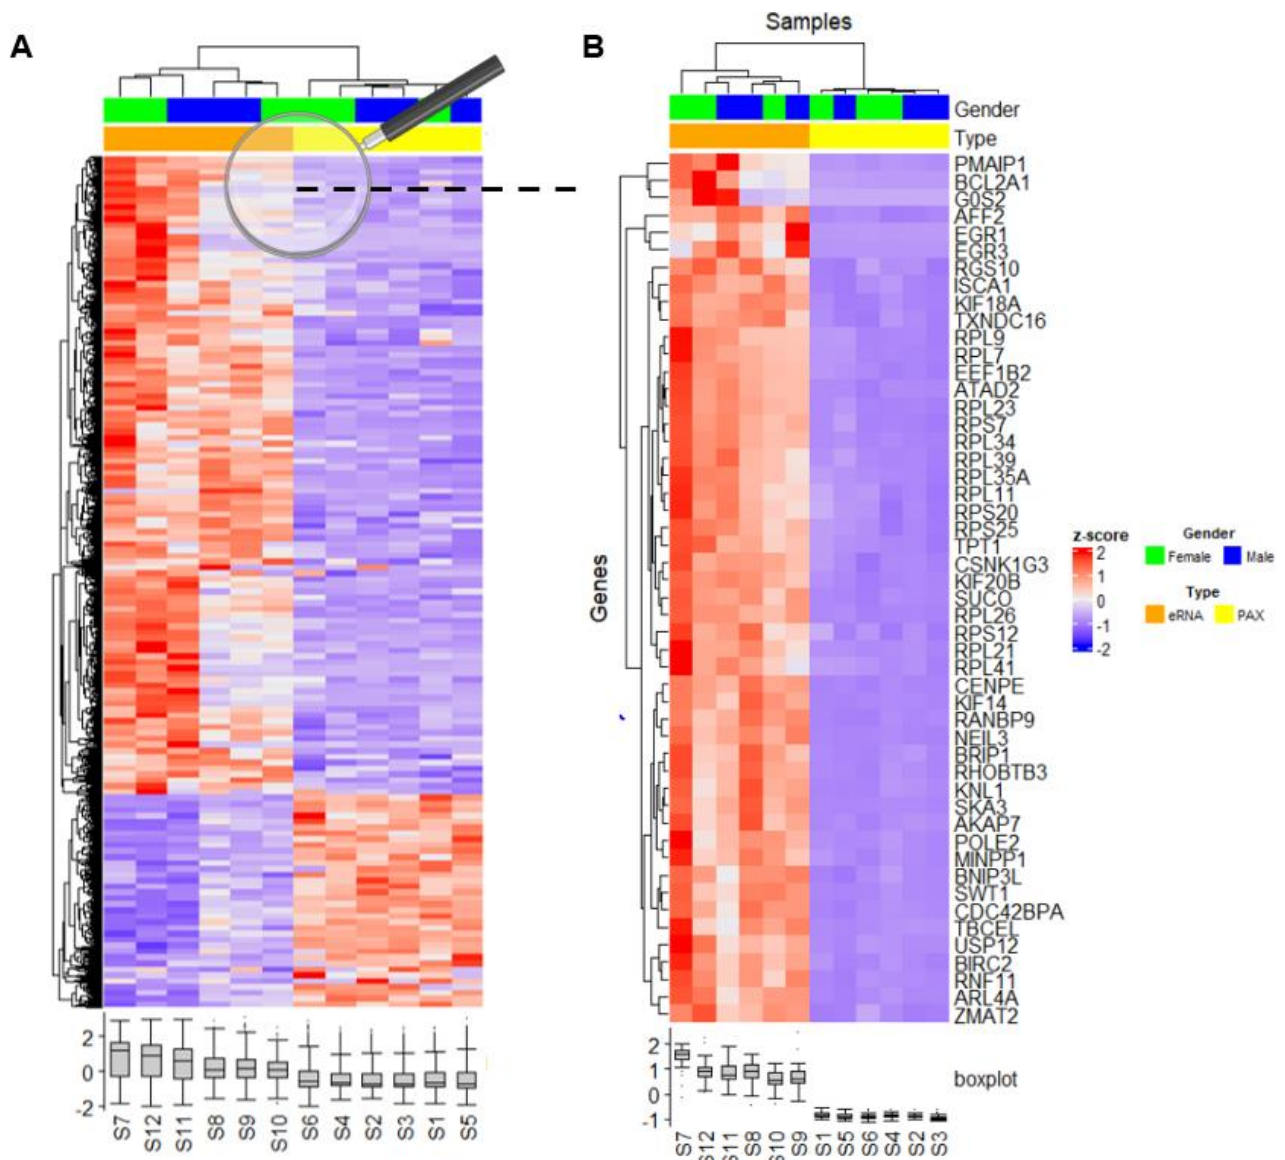 A
B
Samples
Gender
Type
PMAIP1
BCL2A1
G0S2
AFF2
EGR1
EGR3
RGS10
ISCA1
KIF18A
TXNDC16
RPL9
RPL7
EEF1B2
ATAD2
RPL23
RPS7
RPL34
RPL39
RPL35A
RPL11
RPS20
RPS25
TPT1
CSNK1G3
KIF20B
SUCO
RPL26
RPS12
RPL21
RPL41
CENPE
KIF14
RANBP9
NEIL3
BRIP1
RHOBTB3
KNL1
SKA3
AKAP7
POLE2
MINPP1
BNIP3L
SWT1
CDC42BPA
TBCEL
USP12
BIRC2
RNF11
ARL4A
ZMAT2
Genes
z-score
2
1
0
-1
-2
Gender
Female Male
Type
eRNA PAX
2
0
-2
S7 S12 S11 S8 S9 S10 S6 S4 S2 S3 S1 S5
2
1
0
-1
boxplot
S7 S12 S11 S8 S10 S9 S1 S5 S6 S4 S2 S3